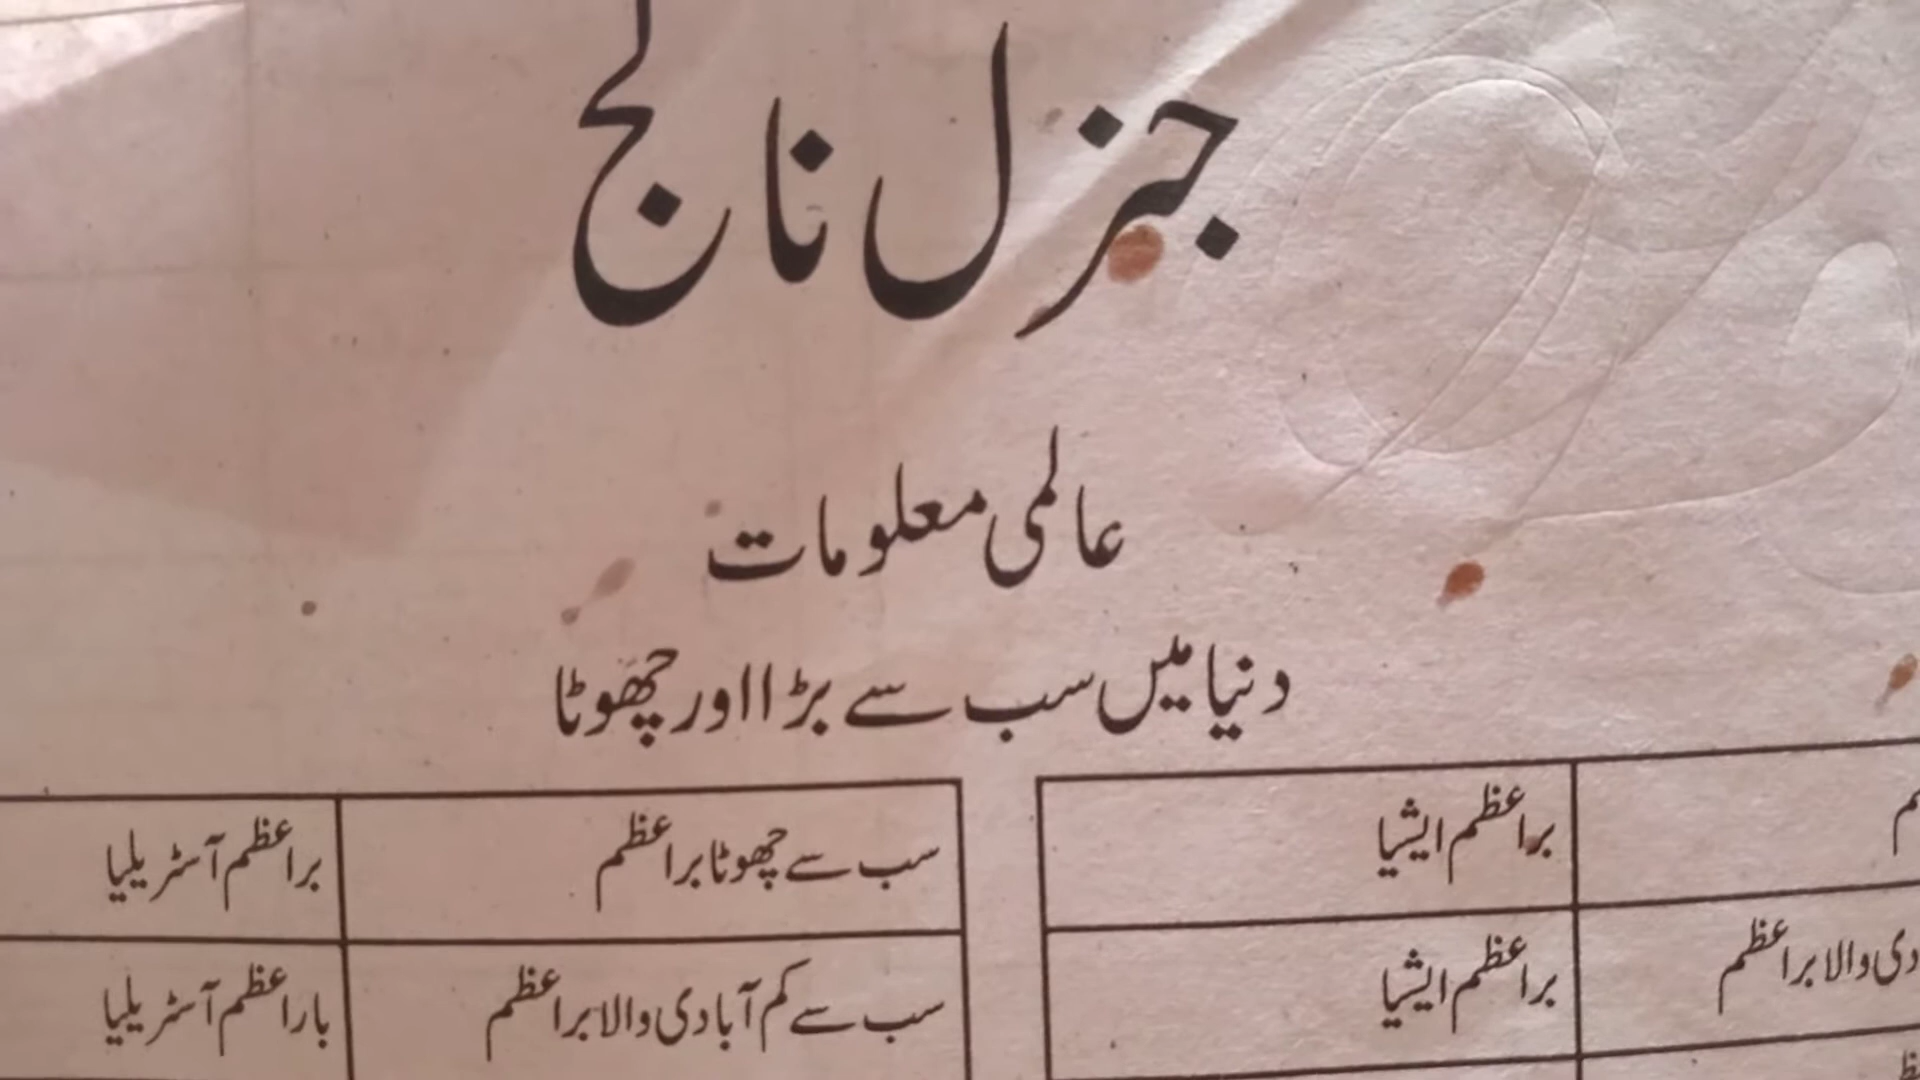 جنرل نالج
عالمی معلومات
دنیا میں سب سے بڑا اور چھوٹا
براعظم ایشیا
سب سے چھوٹا براعظم
براعظم آسٹریلیا
والا براعظم
براعظم ایشیا
سب سے کم آبادی والا براعظم
باراعظم آسٹریلیا